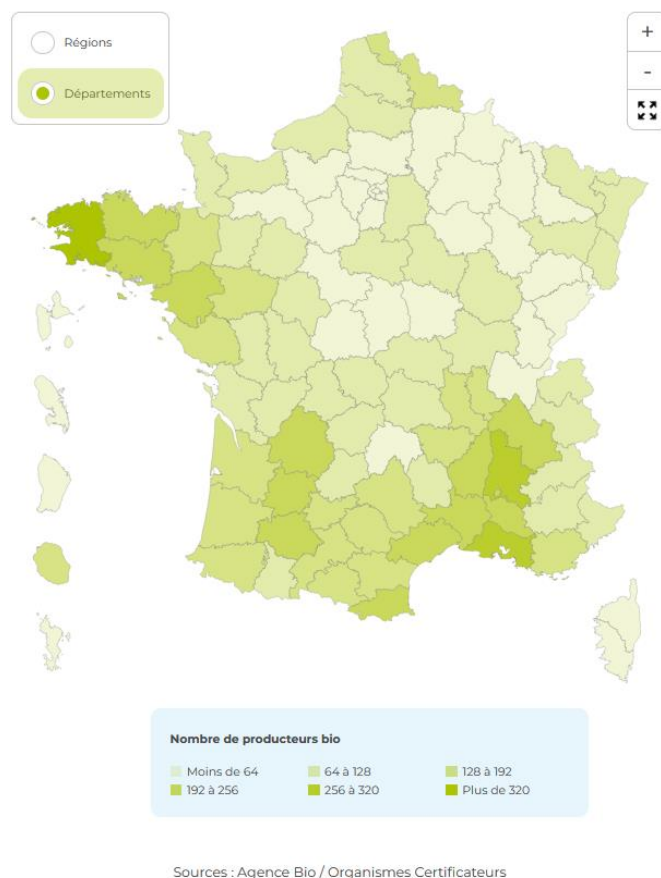 Régions
Départements
+
-
Nombre de producteurs bio
Moins de 64
64 à 128
128 à 192
192 à 256
256 à 320
Plus de 320
Sources : Agence Bio / Organismes Certificateurs